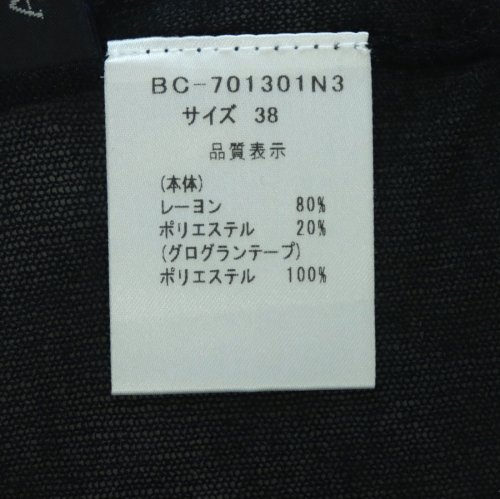 BC-701301N3
サイズ 38
品質表示
(本体)
レーヨン 80%
ポリエステル 20%
(グログランテープ)
ポリエステル 100%